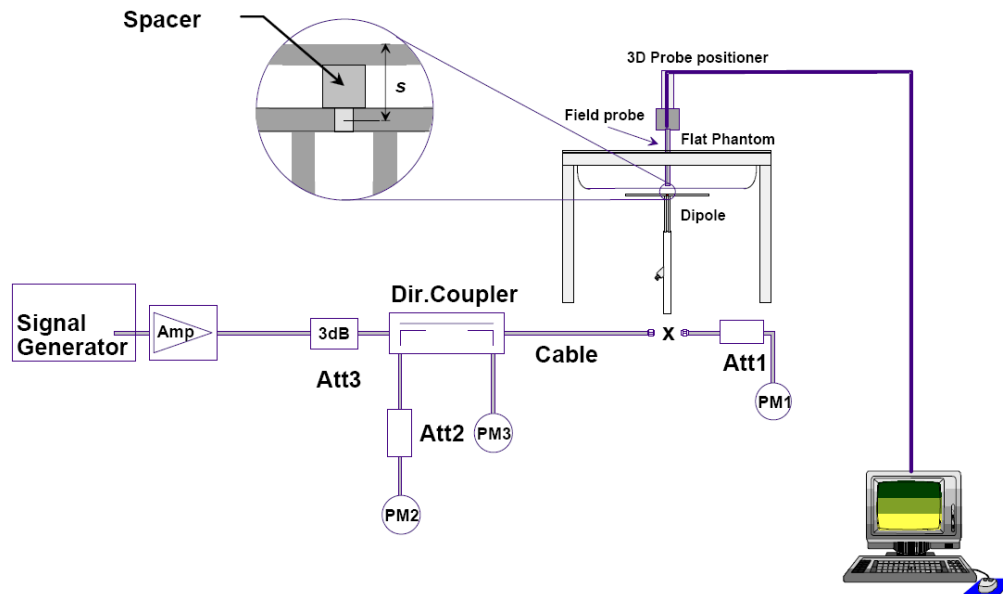 Spacer
s
3D Probe positioner
Field probe
Flat Phantom
Dipole
Dir.Coupler
Signal
Generator
Amp
3dB
Att3
Cable
x
Att1
PM1
Att2
PM3
PM2